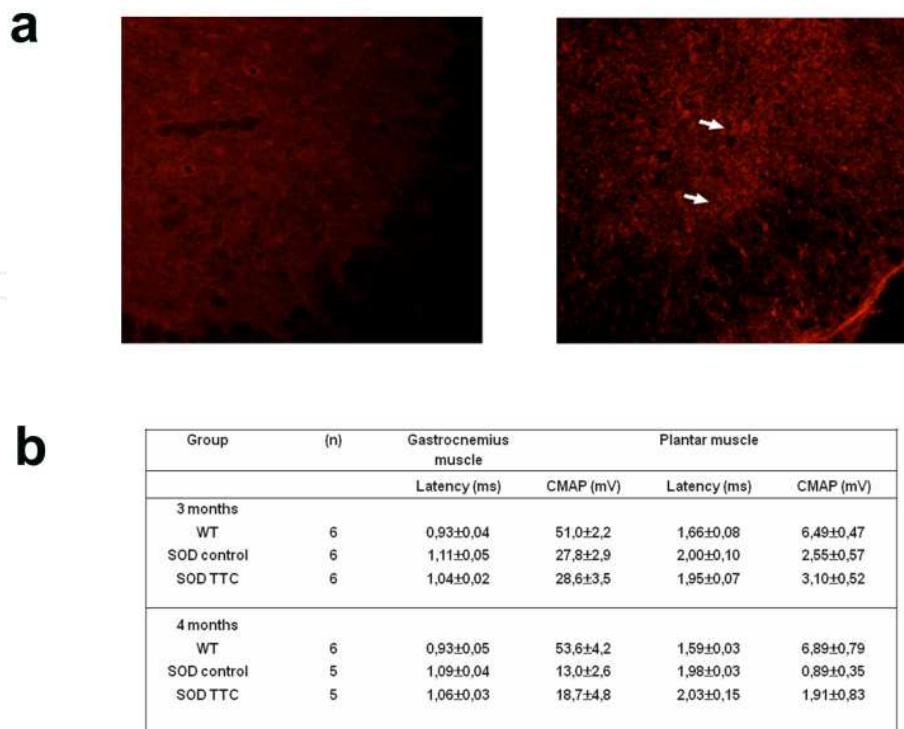 a
b
Group (n) Gastrocnemius muscle Plantar muscle
Latency (ms) CMAP (mV) Latency (ms) CMAP (mV)
3 months
WT 6 0,93±0,04 51,0±2,2 1,66±0,08 6,49±0,47
SOD control 6 1,11±0,05 27,8±2,9 2,00±0,10 2,55±0,57
SOD TTC 6 1,04±0,02 28,6±3,5 1,95±0,07 3,10±0,52
4 months
WT 6 0,93±0,05 53,6±4,2 1,59±0,03 6,89±0,79
SOD control 5 1,09±0,04 13,0±2,6 1,98±0,03 0,89±0,35
SOD TTC 5 1,06±0,03 18,7±4,8 2,03±0,15 1,91±0,83